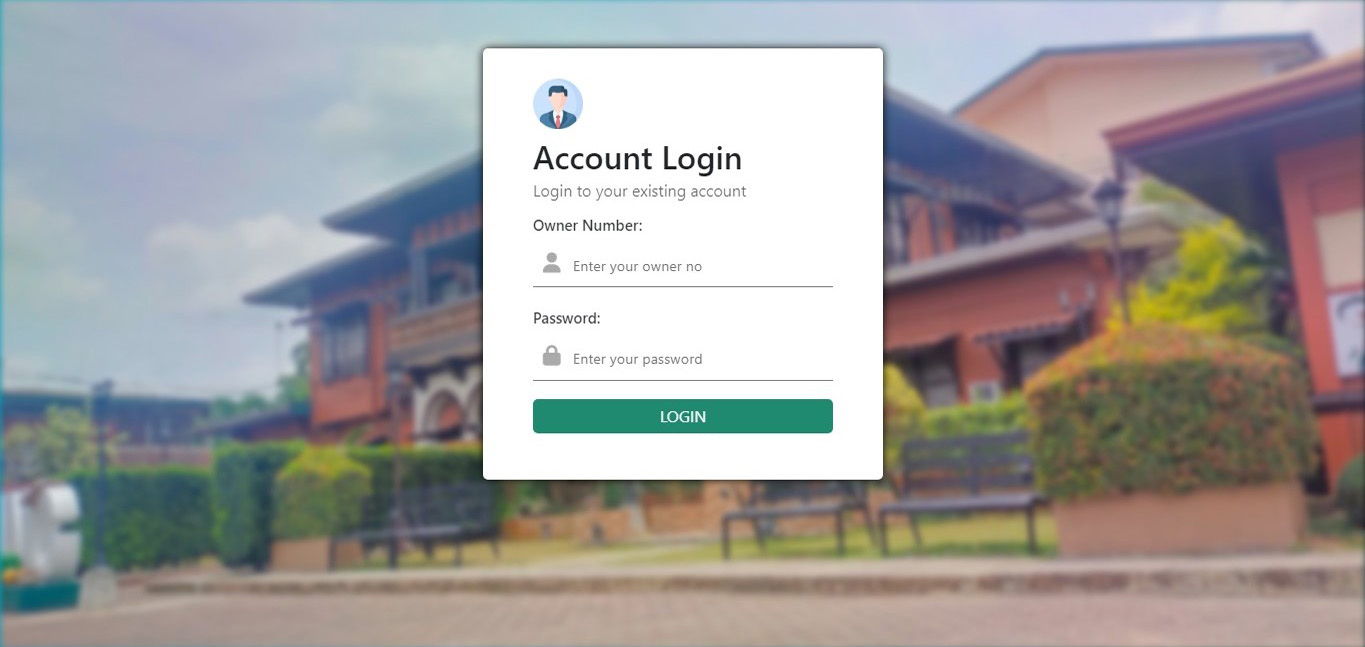 Account Login
Login to your existing account
Owner Number:
Enter your owner no
Password:
Enter your password
LOGIN